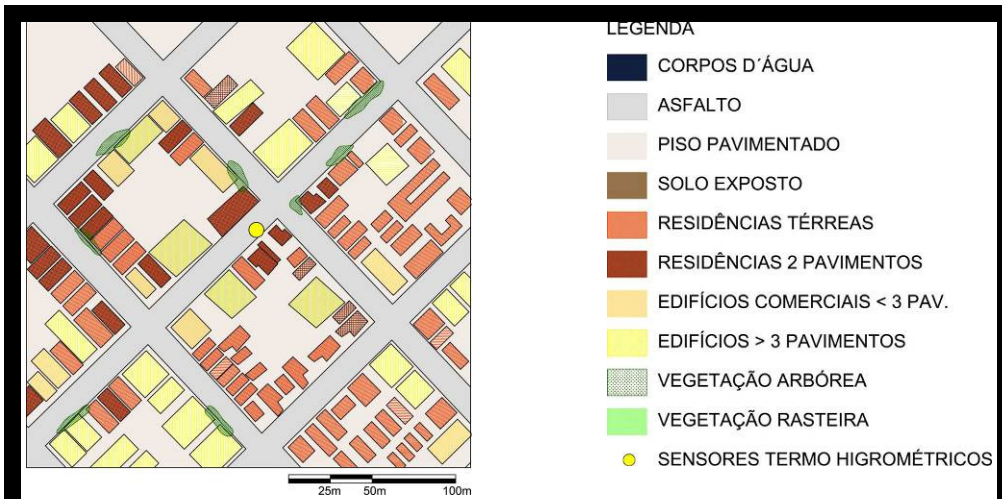 LEGENDA
CORPOS D´ÁGUA
ASFALTO
PISO PAVIMENTADO
SOLO EXPOSTO
RESIDÊNCIAS TÉRREAS
RESIDÊNCIAS 2 PAVIMENTOS
EDIFÍCIOS COMERCIAIS < 3 PAV.
EDIFÍCIOS > 3 PAVIMENTOS
VEGETAÇÃO ARBÓREA
VEGETAÇÃO RASTEIRA
SENSORES TERMO HIGROMÉTRICOS
25m 50m 100m